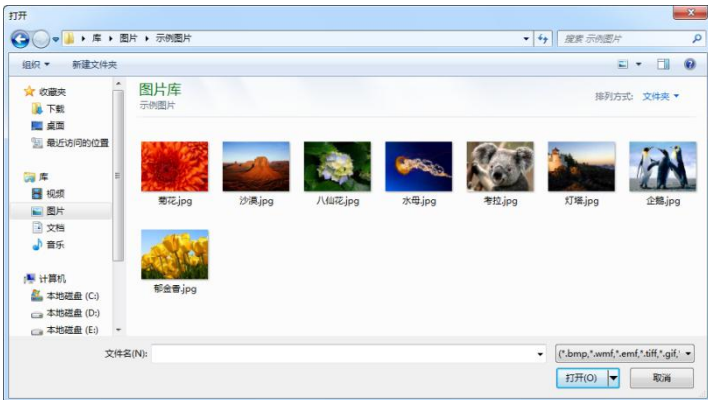 打开
库 图片 示例图片
搜索 示例图片
组织 新建文件夹
收藏夹
下载
桌面
最近访问的位置
库
视频
图片
文档
音乐
计算机
本地磁盘 (C:)
本地磁盘 (D:)
本地磁盘 (E:)
图片库
示例图片
排列方式: 文件夹
菊花.jpg
沙漠.jpg
八仙花.jpg
水母.jpg
考拉.jpg
灯塔.jpg
企鹅.jpg
郁金香.jpg
文件名(N):
(*.bmp,*.wmf,*.emf,*.tiff,*.gif,
打开(O)
取消